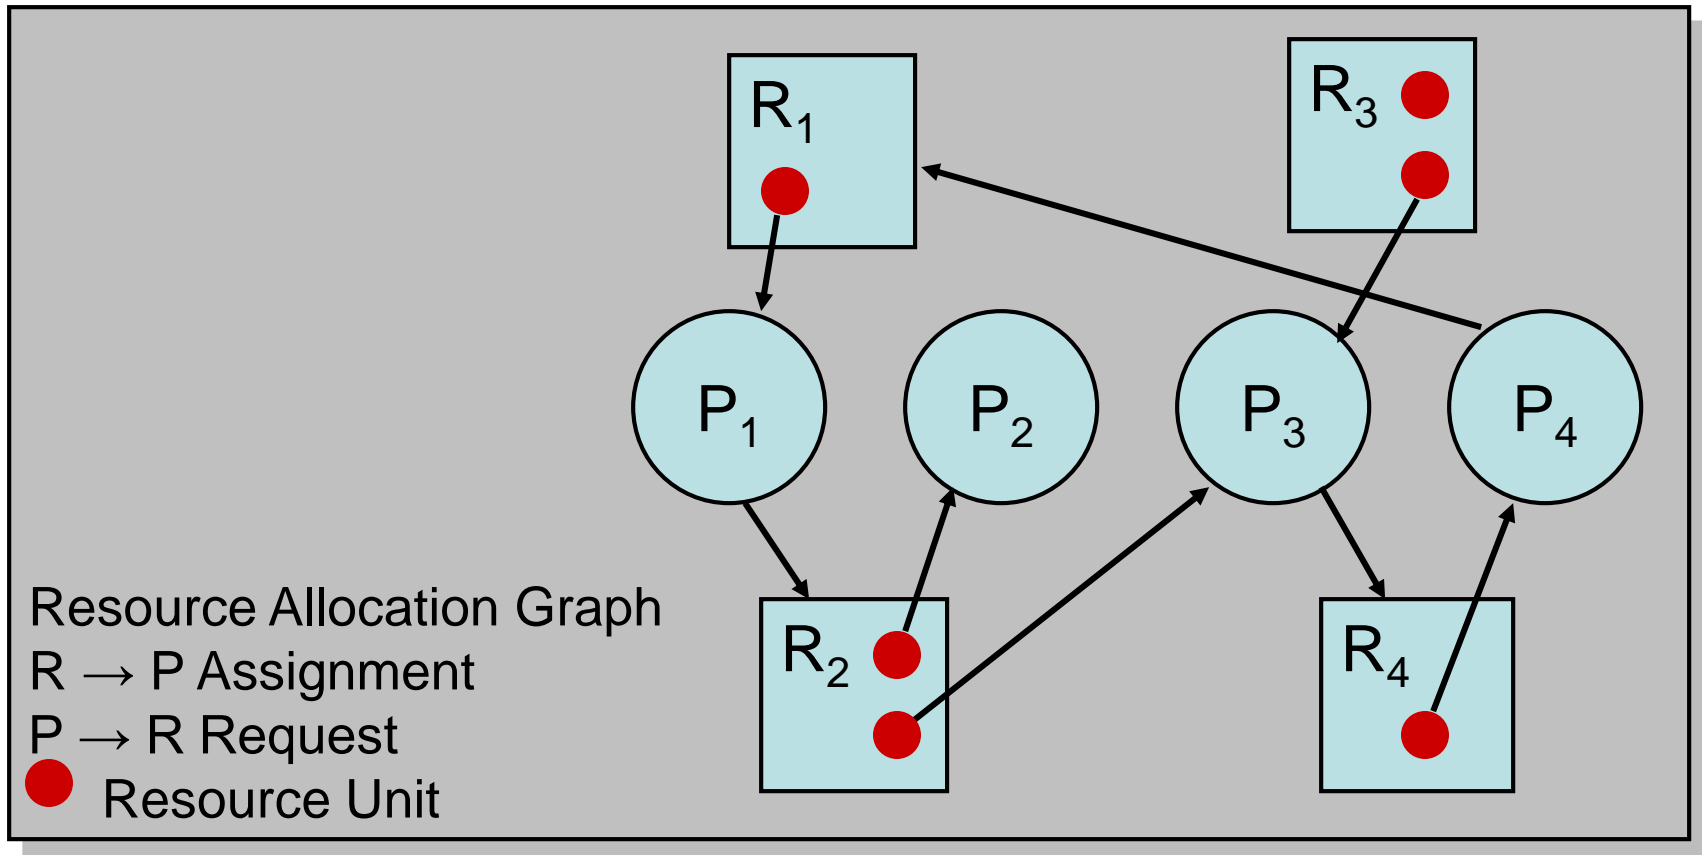 R₁
R₃
P₁
P₂
P₃
P₄
R₂
R₄
Resource Allocation Graph
R → P Assignment
P → R Request
Resource Unit